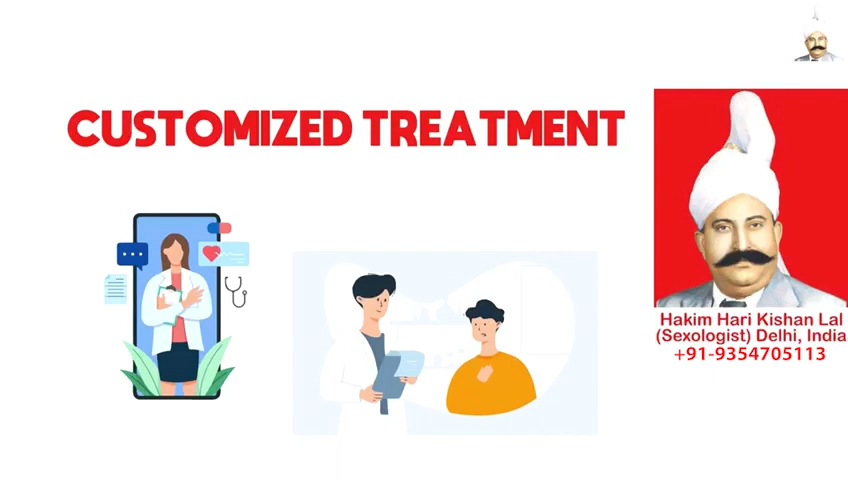 CUSTOMIZED TREATMENT
Hakim Hari Kishan Lal
(Sexologist) Delhi, India
+91-9354705113